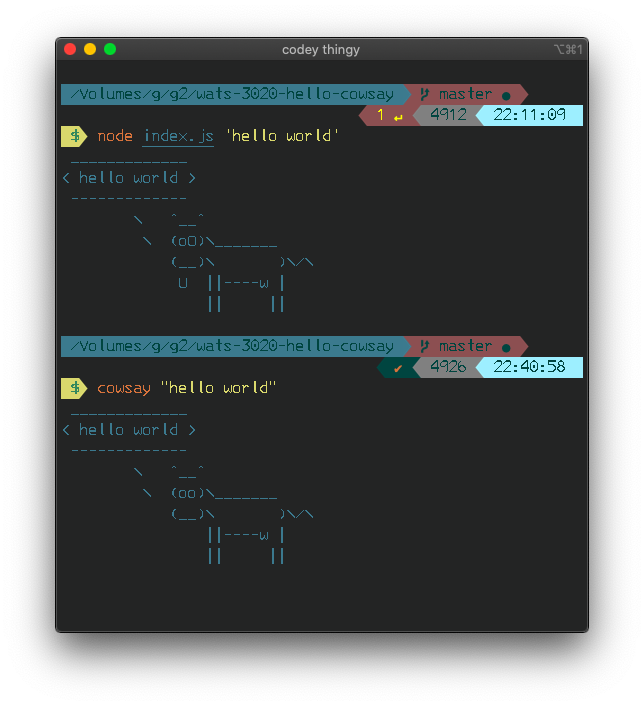 codey thingy ⌥⌘1
/Volumes/g/g2/wats-3020-hello-cowsay master ●
1 ↵ 4912 22:11:09
$ node index.js 'hello world'
 _____________
< hello world >
 -------------
        \   ^__^
         \  (oO)\_______
            (__)\       )\/\
             U  ||----w |
                ||     ||
/Volumes/g/g2/wats-3020-hello-cowsay master ●
✔ 4926 22:40:58
$ cowsay "hello world"
 _____________
< hello world >
 -------------
        \   ^__^
         \  (oo)\_______
            (__)\       )\/\
                ||----w |
                ||     ||